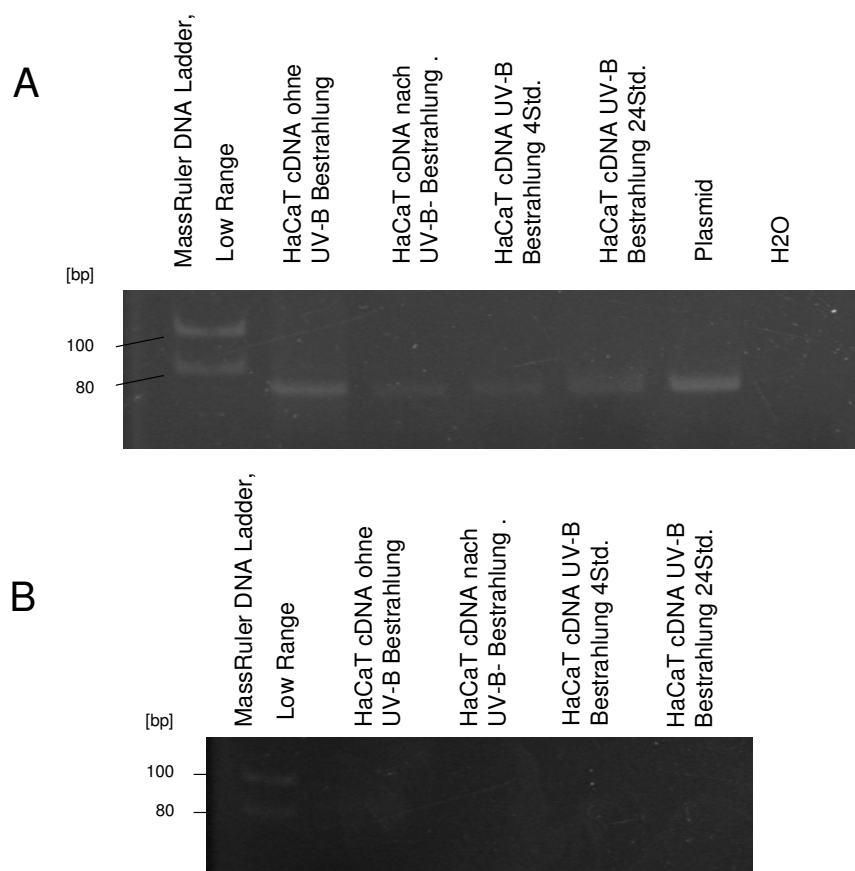 A
MassRuler DNA Ladder,
Low Range
HaCaT cDNA ohne
UV-B Bestrahlung
HaCaT cDNA nach
UV-B- Bestrahlung .
HaCaT cDNA UV-B
Bestrahlung 4Std.
HaCaT cDNA UV-B
Bestrahlung 24Std.
Plasmid
H2O
[bp]
100
80
B
MassRuler DNA Ladder,
Low Range
HaCaT cDNA ohne
UV-B Bestrahlung
HaCaT cDNA nach
UV-B- Bestrahlung .
HaCaT cDNA UV-B
Bestrahlung 4Std.
HaCaT cDNA UV-B
Bestrahlung 24Std.
[bp]
100
80